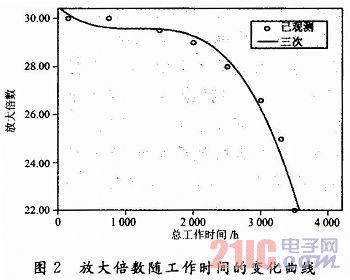 30.00
28.00
26.00
24.00
22.00
放大倍数
已观测
三次
0
1 000
2 000
3 000
4 000
总工作时间/h
21IC电子网
.com
图2 放大倍数随工作时间的变化曲线